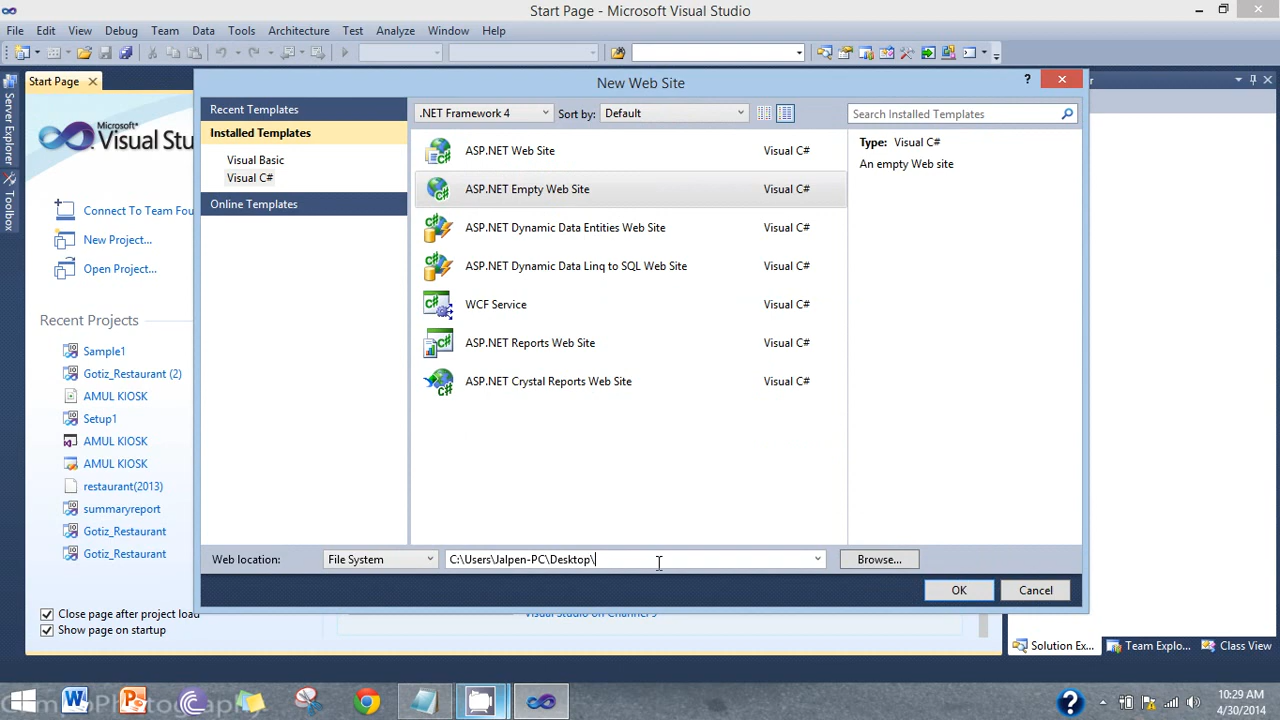 Start Page - Microsoft Visual Studio
File Edit View Debug Team Data Tools Architecture Test Analyze Window Help
Start Page
New Web Site
Server Explorer
Toolbox
Microsoft
Visual Stu
Connect To Team Fou
New Project...
Open Project...
Recent Projects
Sample1
Gotiz_Restaurant (2)
AMUL KIOSK
Setup1
AMUL KIOSK
AMUL KIOSK
restaurant(2013)
summaryreport
Gotiz_Restaurant
Gotiz_Restaurant
Close page after project load
Show page on startup
Recent Templates
Installed Templates
Visual Basic
Visual C#
Online Templates
.NET Framework 4 Sort by: Default
Search Installed Templates
ASP.NET Web Site Visual C#
ASP.NET Empty Web Site Visual C#
ASP.NET Dynamic Data Entities Web Site Visual C#
ASP.NET Dynamic Data Linq to SQL Web Site Visual C#
WCF Service Visual C#
ASP.NET Reports Web Site Visual C#
ASP.NET Crystal Reports Web Site Visual C#
Type: Visual C#
An empty Web site
Web location: File System C:\Users\Jalpen-PC\Desktop\ Browse...
OK Cancel
Solution Ex... Team Explo... Class View
10:29 AM
4/30/2014